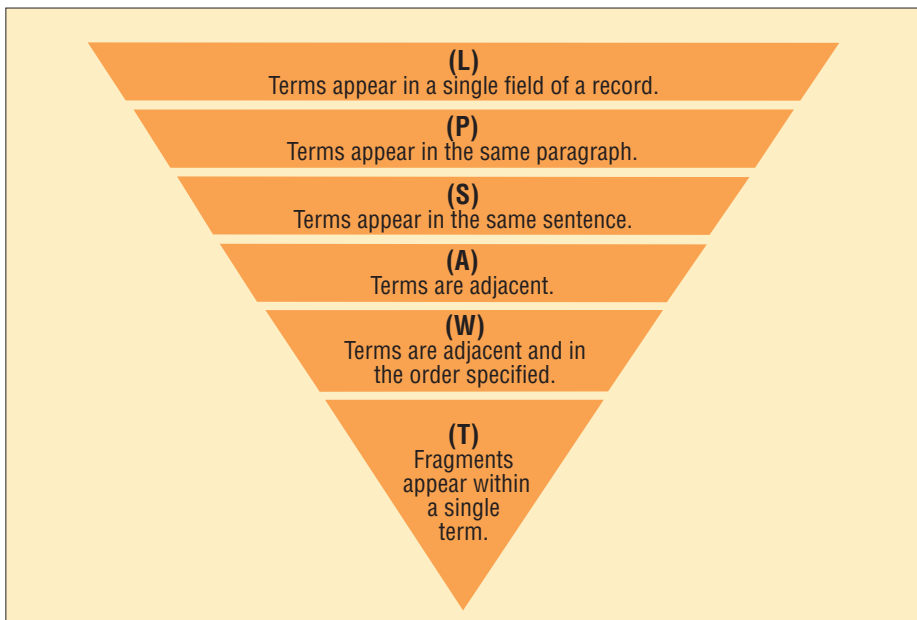 (L)
Terms appear in a single field of a record.
(P)
Terms appear in the same paragraph.
(S)
Terms appear in the same sentence.
(A)
Terms are adjacent.
(W)
Terms are adjacent and in
the order specified.
(T)
Fragments
appear within
a single
term.